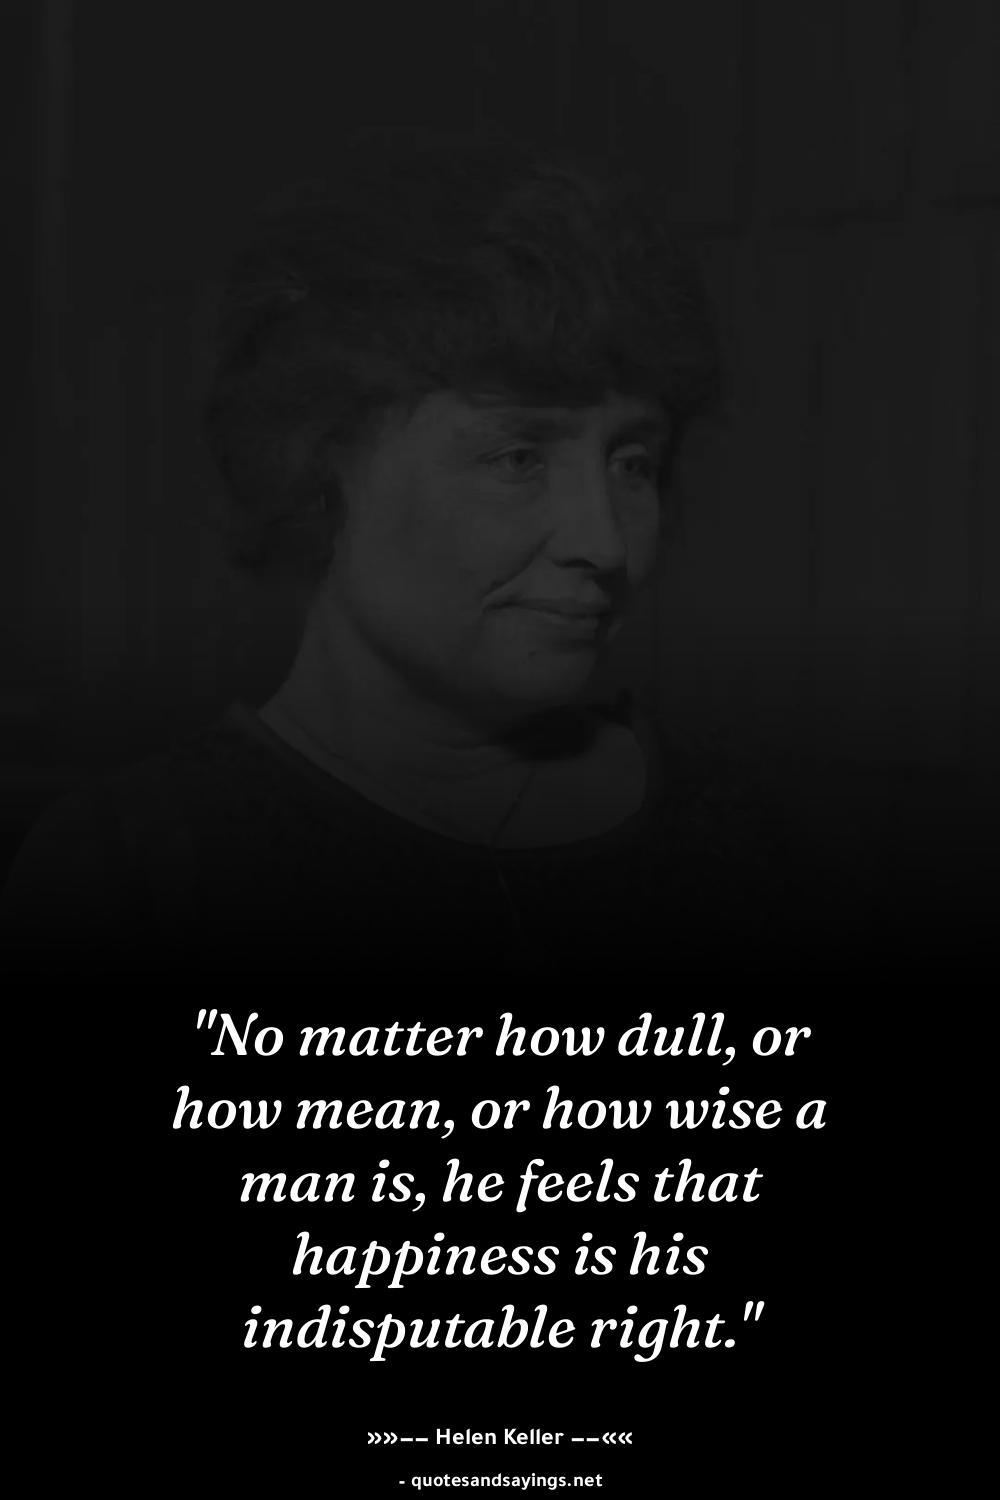 "No matter how dull, or
how mean, or how wise a
man is, he feels that
happiness is his
indisputable right."
»»–– Helen Keller ––««
- quotesandsayings.net